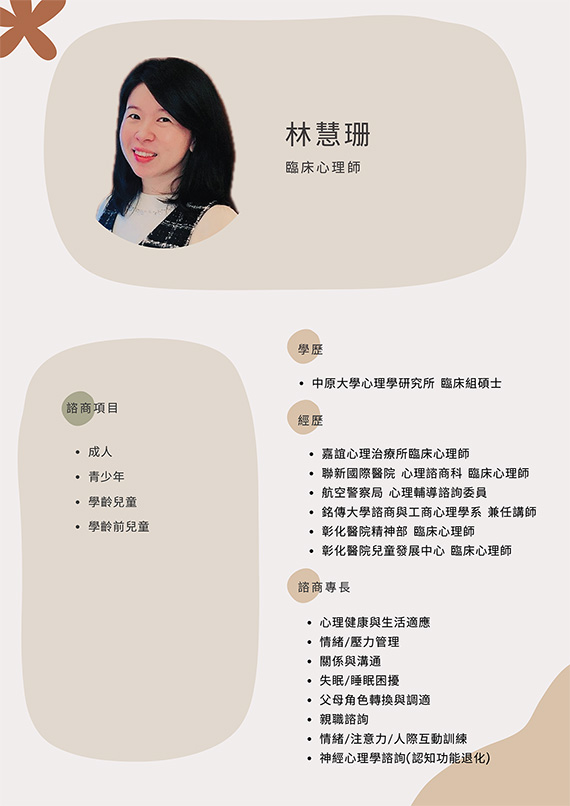 林慧珊
臨床心理師
諮商項目
• 成人
• 青少年
• 學齡兒童
• 學齡前兒童
學歷
• 中原大學心理學研究所 臨床組碩士
經歷
• 嘉誼心理治療所臨床心理師
• 聯新國際醫院 心理諮商科 臨床心理師
• 航空警察局 心理輔導諮詢委員
• 銘傳大學諮商與工商心理學系 兼任講師
• 彰化醫院精神部 臨床心理師
• 彰化醫院兒童發展中心 臨床心理師
諮商專長
• 心理健康與生活適應
• 情緒/壓力管理
• 關係與溝通
• 失眠/睡眠困擾
• 父母角色轉換與調適
• 親職諮詢
• 情緒/注意力/人際互動訓練
• 神經心理學諮詢(認知功能退化)